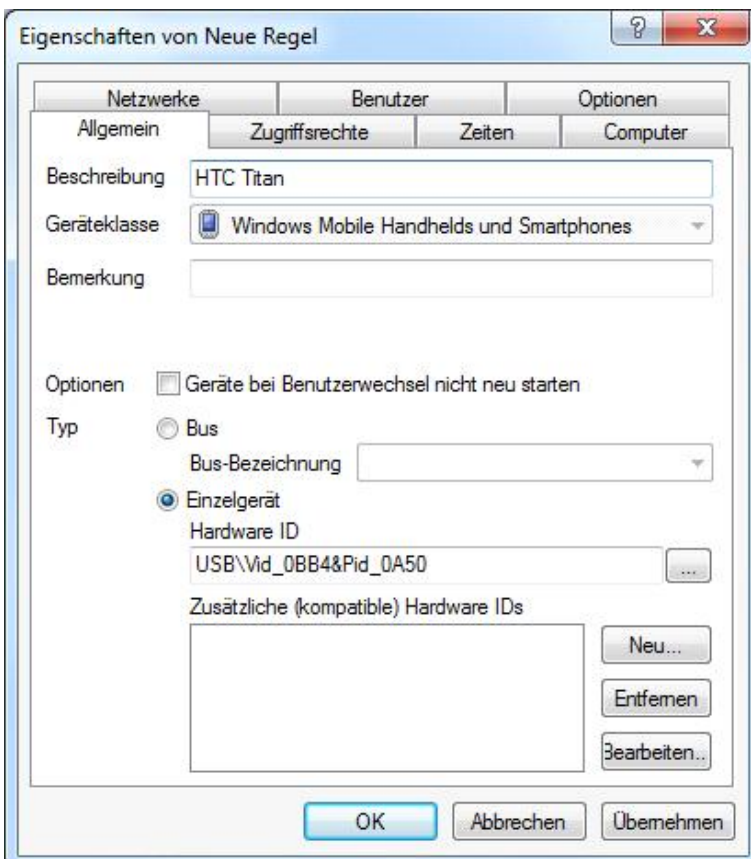 Eigenschaften von Neue Regel
Netzwerke Benutzer Optionen
Allgemein Zugriffsrechte Zeiten Computer
Beschreibung HTC Titan
Geräteklasse Windows Mobile Handhelds und Smartphones
Bemerkung
Optionen Geräte bei Benutzerwechsel nicht neu starten
Typ Bus
Bus-Bezeichnung
Einzelgerät
Hardware ID
USB\Vid_0BB4&Pid_0A50 ...
Zusätzliche (kompatible) Hardware IDs
Neu...
Entfernen
Bearbeiten..
OK Abbrechen Übernehmen